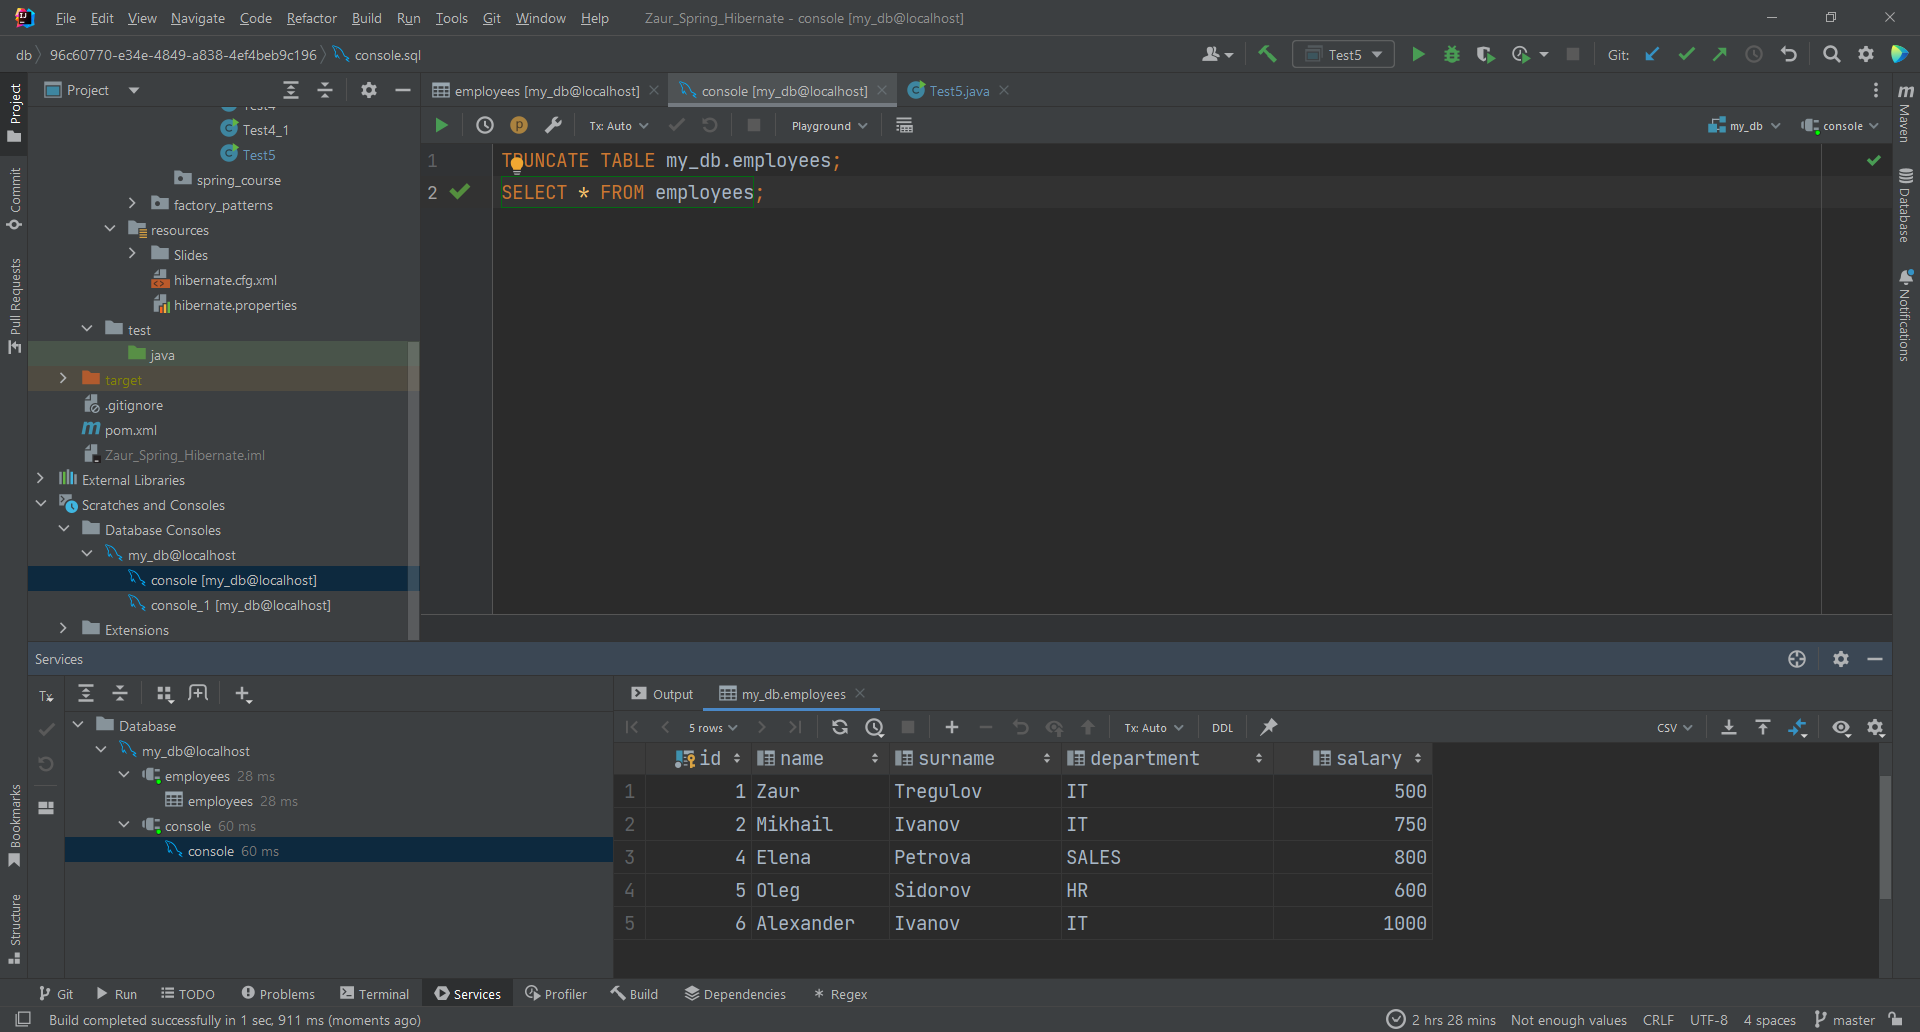 File Edit View Navigate Code Refactor Build Run Tools Git Window Help Zaur_Spring_Hibernate - console [my_db@localhost]
db 96c60770-e34e-4849-a838-4ef4beb9c196 console.sql Test5 Git:
Project
employees [my_db@localhost] console [my_db@localhost] Test5.java
Tx: Auto Playground my_db console
Project
Commit
Pull Requests
Bookmarks
Structure
Test4
Test4_1
Test5
spring_course
factory_patterns
resources
Slides
hibernate.cfg.xml
hibernate.properties
test
java
target
.gitignore
pom.xml
Zaur_Spring_Hibernate.iml
External Libraries
Scratches and Consoles
Database Consoles
my_db@localhost
console [my_db@localhost]
console_1 [my_db@localhost]
Extensions
1 TRUNCATE TABLE my_db.employees;
2 SELECT * FROM employees;
Maven
Database
Notifications
Services
Tx
Database
my_db@localhost
employees 28 ms
employees 28 ms
console 60 ms
console 60 ms
Output my_db.employees
5 rows Tx: Auto DDL CSV
id name surname department salary
1 1 Zaur Tregulov IT 500
2 2 Mikhail Ivanov IT 750
3 4 Elena Petrova SALES 800
4 5 Oleg Sidorov HR 600
5 6 Alexander Ivanov IT 1000
Git Run TODO Problems Terminal Services Profiler Build Dependencies Regex
Build completed successfully in 1 sec, 911 ms (moments ago) 2 hrs 28 mins Not enough values CRLF UTF-8 4 spaces master